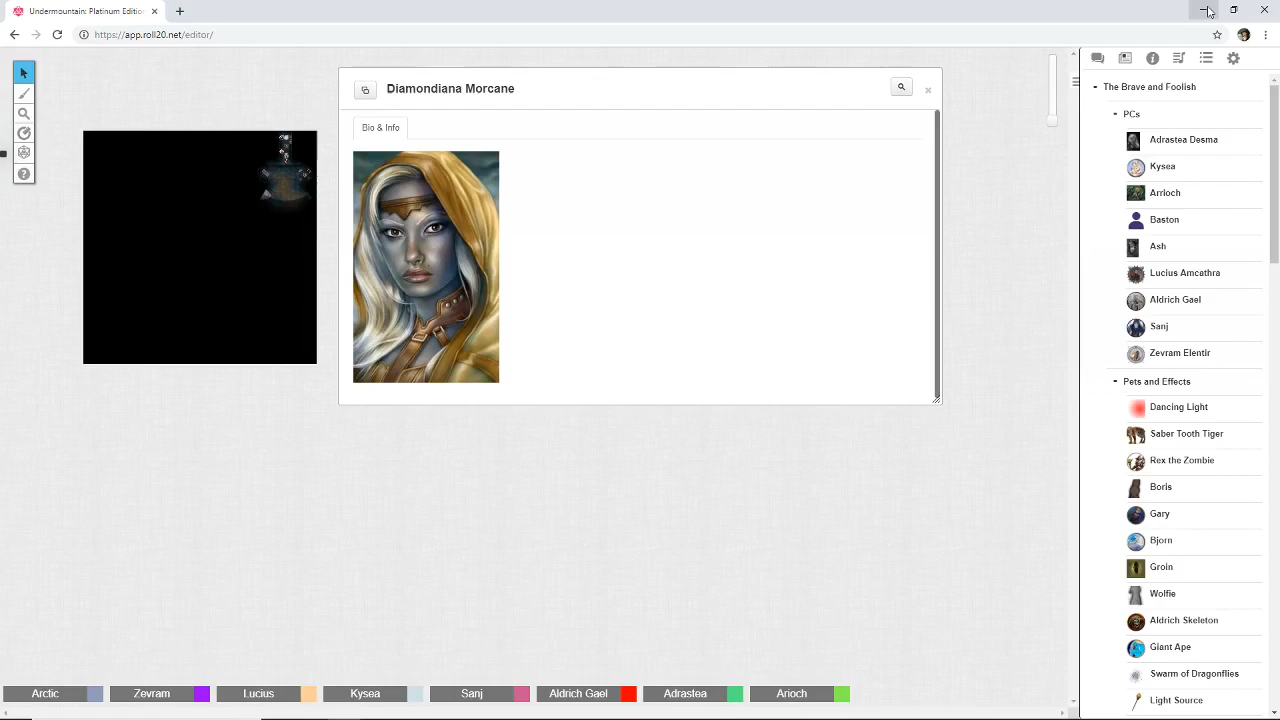 Undermountain: Platinum Edition
https://app.roll20.net/editor/
Diamondiana Morcane
Bio & Info
The Brave and Foolish
PCs
Adrastea Desma
Kysea
Arrioch
Baston
Ash
Lucius Amcathra
Aldrich Gael
Sanj
Zevram Elentir
Pets and Effects
Dancing Light
Saber Tooth Tiger
Rex the Zombie
Boris
Gary
Bjorn
Groin
Wolfie
Aldrich Skeleton
Giant Ape
Swarm of Dragonflies
Light Source
Arctic Zevram Lucius Kysea Sanj Aldrich Gael Adrastea Arioch